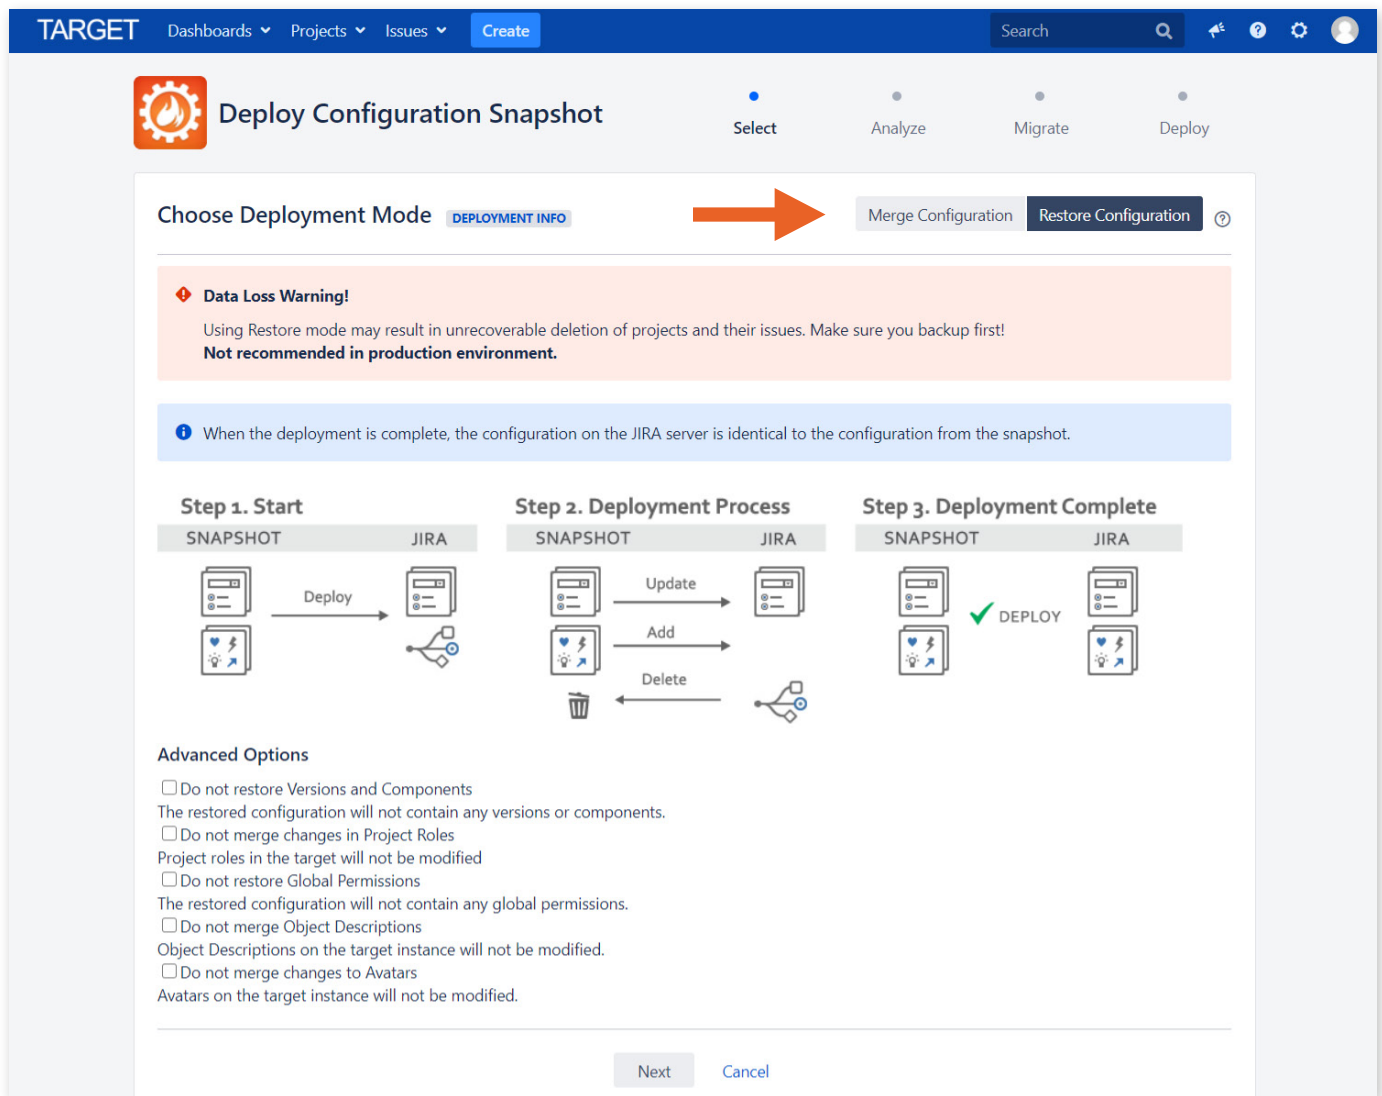 TARGET Dashboards Projects Issues Create Search
Deploy Configuration Snapshot
Select Analyze Migrate Deploy
Choose Deployment Mode DEPLOYMENT INFO Merge Configuration Restore Configuration
Data Loss Warning!
Using Restore mode may result in unrecoverable deletion of projects and their issues. Make sure you backup first!
Not recommended in production environment.
When the deployment is complete, the configuration on the JIRA server is identical to the configuration from the snapshot.
Step 1. Start
SNAPSHOT JIRA
Deploy
Step 2. Deployment Process
SNAPSHOT JIRA
Update
Add
Delete
Step 3. Deployment Complete
SNAPSHOT JIRA
DEPLOY
Advanced Options
Do not restore Versions and Components
The restored configuration will not contain any versions or components.
Do not merge changes in Project Roles
Project roles in the target will not be modified
Do not restore Global Permissions
The restored configuration will not contain any global permissions.
Do not merge Object Descriptions
Object Descriptions on the target instance will not be modified.
Do not merge changes to Avatars
Avatars on the target instance will not be modified.
Next Cancel